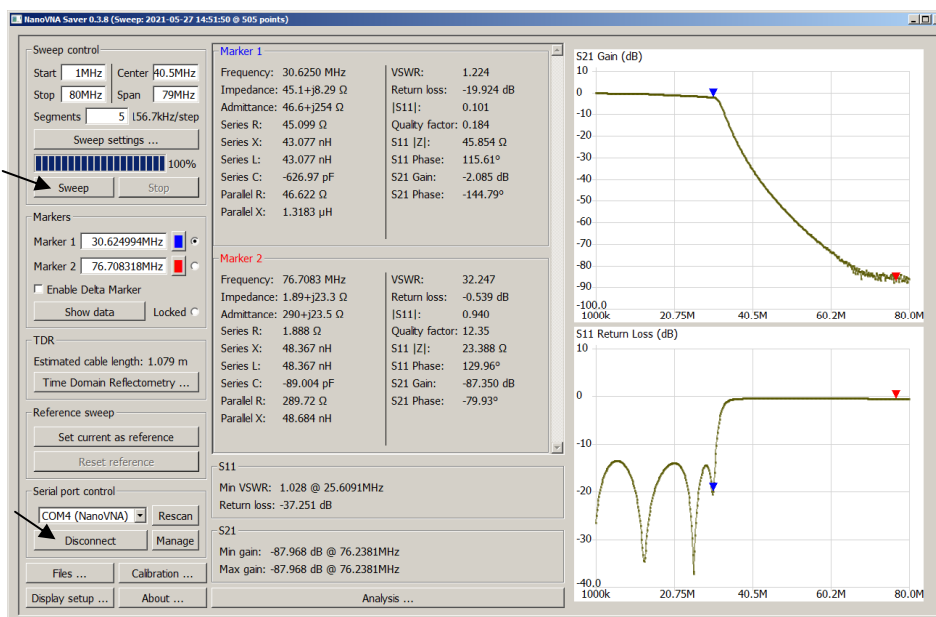 NanoVNA Saver 0.3.8 (Sweep: 2021-05-27 14:51:50 @ 505 points)
Sweep control
Start 1MHz Center 40.5MHz
Stop 80MHz Span 79MHz
Segments 5 l56.7kHz/step
Sweep settings ...
100%
Sweep Stop
Markers
Marker 1 30.624994MHz
Marker 2 76.708318MHz
Enable Delta Marker
Show data Locked
TDR
Estimated cable length: 1.079 m
Time Domain Reflectometry ...
Reference sweep
Set current as reference
Reset reference
Serial port control
COM4 (NanoVNA) Rescan
Disconnect Manage
Files ... Calibration ...
Display setup ... About ...
Marker 1
Frequency: 30.6250 MHz VSWR: 1.224
Impedance: 45.1+j8.29 Ω Return loss: -19.924 dB
Admittance: 46.6+j254 Ω |S11|: 0.101
Series R: 45.099 Ω Quality factor: 0.184
Series X: 43.077 nH S11 |Z|: 45.854 Ω
Series L: 43.077 nH S11 Phase: 115.61°
Series C: -626.97 pF S21 Gain: -2.085 dB
Parallel R: 46.622 Ω S21 Phase: -144.79°
Parallel X: 1.3183 µH
Marker 2
Frequency: 76.7083 MHz VSWR: 32.247
Impedance: 1.89+j23.3 Ω Return loss: -0.539 dB
Admittance: 290+j23.5 Ω |S11|: 0.940
Series R: 1.888 Ω Quality factor: 12.35
Series X: 48.367 nH S11 |Z|: 23.388 Ω
Series L: 48.367 nH S11 Phase: 129.96°
Series C: -89.004 pF S21 Gain: -87.350 dB
Parallel R: 289.72 Ω S21 Phase: -79.93°
Parallel X: 48.684 nH
S11
Min VSWR: 1.028 @ 25.6091MHz
Return loss: -37.251 dB
S21
Min gain: -87.968 dB @ 76.2381MHz
Max gain: -87.968 dB @ 76.2381MHz
Analysis ...
S21 Gain (dB)
10
0
-10
-20
-30
-40
-50
-60
-70
-80
-90
-100.0
1000k 20.75M 40.5M 60.2M 80.0M
S11 Return Loss (dB)
10
0
-10
-20
-30
-40.0
1000k 20.75M 40.5M 60.2M 80.0M